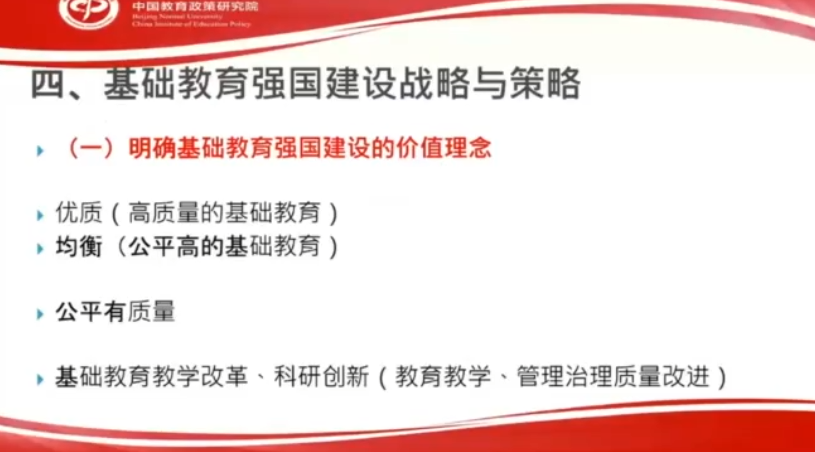 中国教育政策研究院
Beijing Normal University
China Institute of Education Policy
四、基础教育强国建设战略与策略
（一）明确基础教育强国建设的价值理念
优质（高质量的基础教育）
均衡（公平高的基础教育）
公平有质量
基础教育教学改革、科研创新（教育教学、管理治理质量改进）